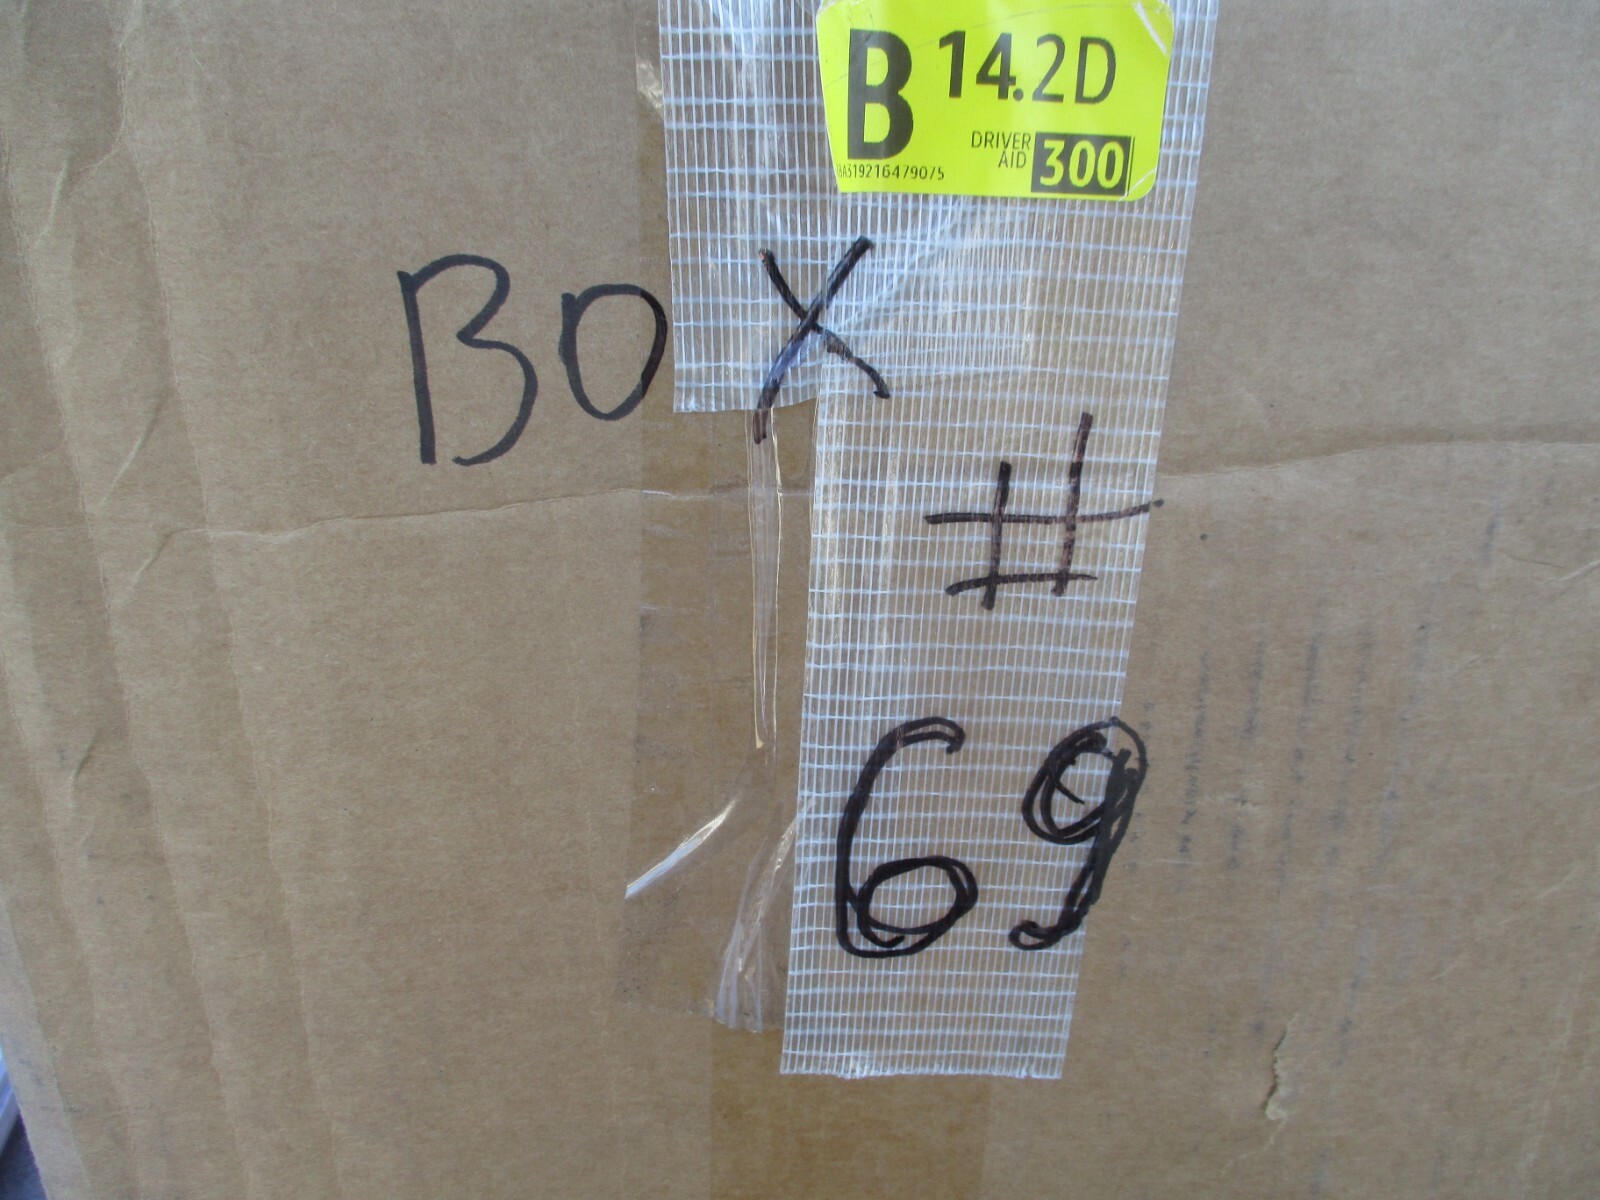 B 14.2D
DRIVER
AID 300
BOX
#
69